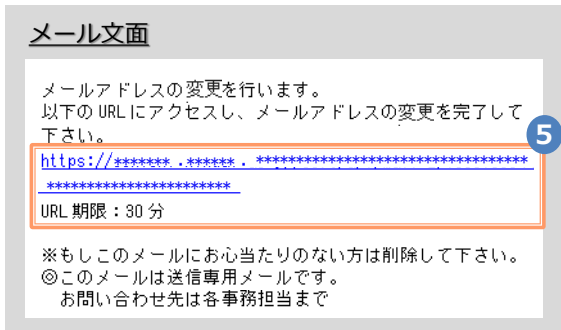 メール文面
メールアドレスの変更を行います。
以下のURLにアクセスし、メールアドレスの変更を完了して
下さい。
5
https://******* .****** . *********************************
***********************
URL 期限：30 分
※もしこのメールにお心当たりのない方は削除して下さい。
◎このメールは送信専用メールです。
お問い合わせ先は各事務担当まで